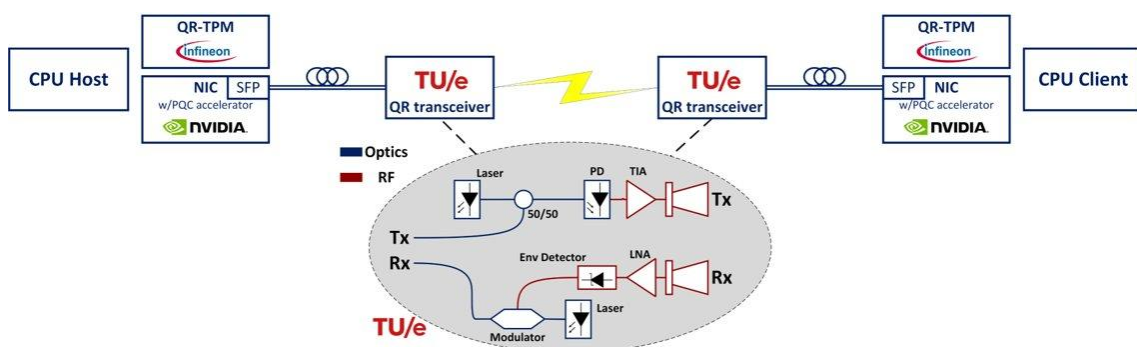 CPU Host
QR-TPM
infineon
NIC SFP
w/PQC accelerator
NVIDIA.
TU/e
QR transceiver
TU/e
QR transceiver
QR-TPM
infineon
SFP NIC
w/PQC accelerator
NVIDIA.
CPU Client
Optics
RF
Laser
50/50
PD
TIA
Tx
Tx
Rx
Env Detector
LNA
Rx
Modulator
Laser
TU/e